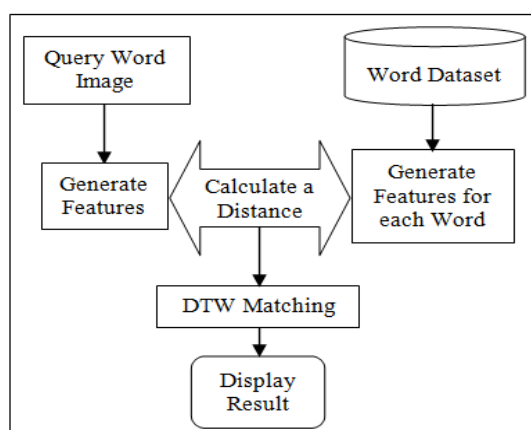 Query Word
Image
Word Dataset
Generate
Features
Calculate a
Distance
Generate
Features for
each Word
DTW Matching
Display
Result